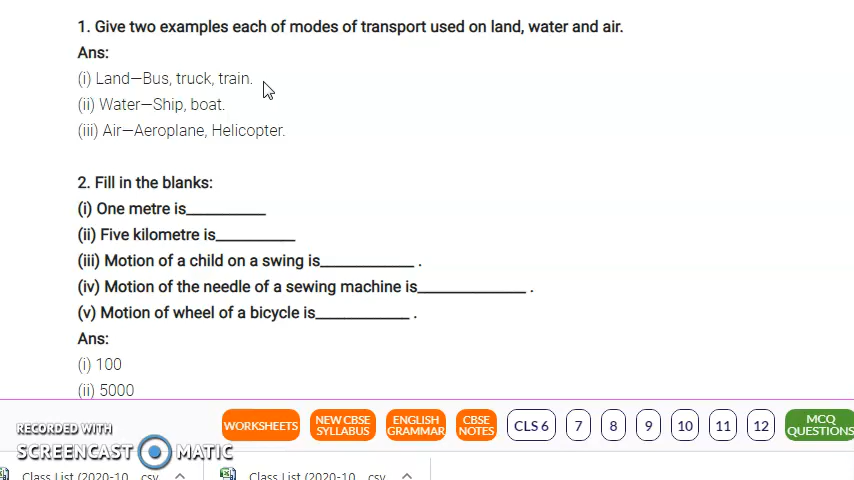 1. Give two examples each of modes of transport used on land, water and air.
Ans:
(i) Land—Bus, truck, train.
(ii) Water—Ship, boat.
(iii) Air—Aeroplane, Helicopter.
2. Fill in the blanks:
(i) One metre is__________
(ii) Five kilometre is__________
(iii) Motion of a child on a swing is____________ .
(iv) Motion of the needle of a sewing machine is______________ .
(v) Motion of wheel of a bicycle is____________ .
Ans:
(i) 100
(ii) 5000
WORKSHEETS NEW CBSE SYLLABUS ENGLISH GRAMMAR CBSE NOTES CLS 6 7 8 9 10 11 12 MCQ QUESTIONS
RECORDED WITH
SCREENCAST MATIC
Class List (2020-10....csv Class List (2020-10....csv